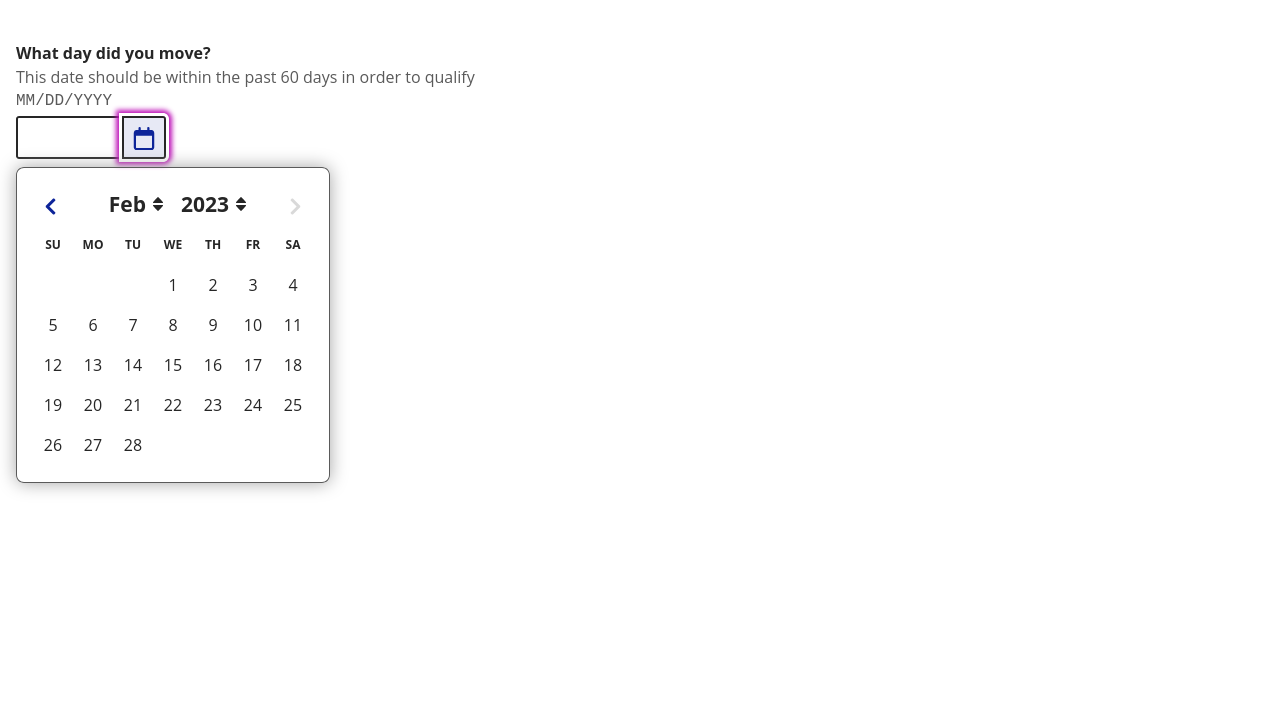 What day did you move?
This date should be within the past 60 days in order to qualify
MM/DD/YYYY
Feb 2023
SU MO TU WE TH FR SA
1 2 3 4
5 6 7 8 9 10 11
12 13 14 15 16 17 18
19 20 21 22 23 24 25
26 27 28